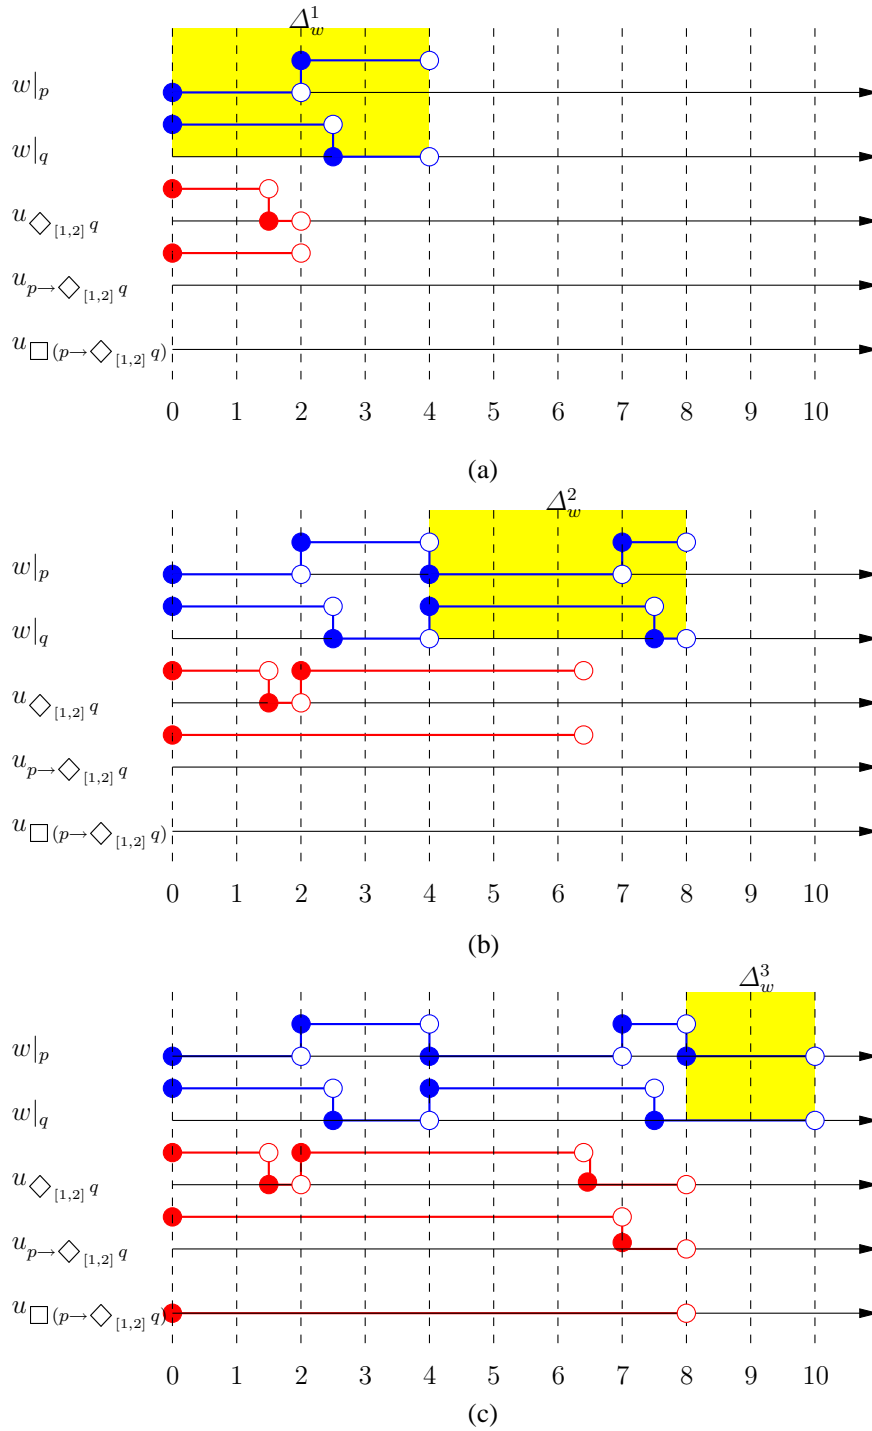 Δ_w^1
w|_p
w|_q
u_{◇_{[1,2]} q}
u_{p→◇_{[1,2]} q}
u_{□(p→◇_{[1,2]} q)}
0 1 2 3 4 5 6 7 8 9 10
(a)
Δ_w^2
w|_p
w|_q
u_{◇_{[1,2]} q}
u_{p→◇_{[1,2]} q}
u_{□(p→◇_{[1,2]} q)}
0 1 2 3 4 5 6 7 8 9 10
(b)
Δ_w^3
w|_p
w|_q
u_{◇_{[1,2]} q}
u_{p→◇_{[1,2]} q}
u_{□(p→◇_{[1,2]} q)}
0 1 2 3 4 5 6 7 8 9 10
(c)